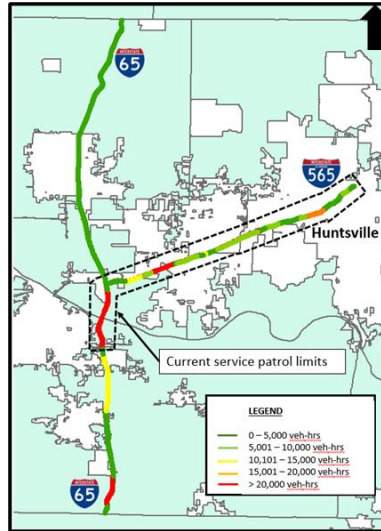 INTERSTATE
65
INTERSTATE
565
Huntsville
Current service patrol limits
LEGEND
0 – 5,000 veh-hrs
5,001 – 10,000 veh-hrs
10,101 – 15,000 veh-hrs
15,001 – 20,000 veh-hrs
> 20,000 veh-hrs
INTERSTATE
65